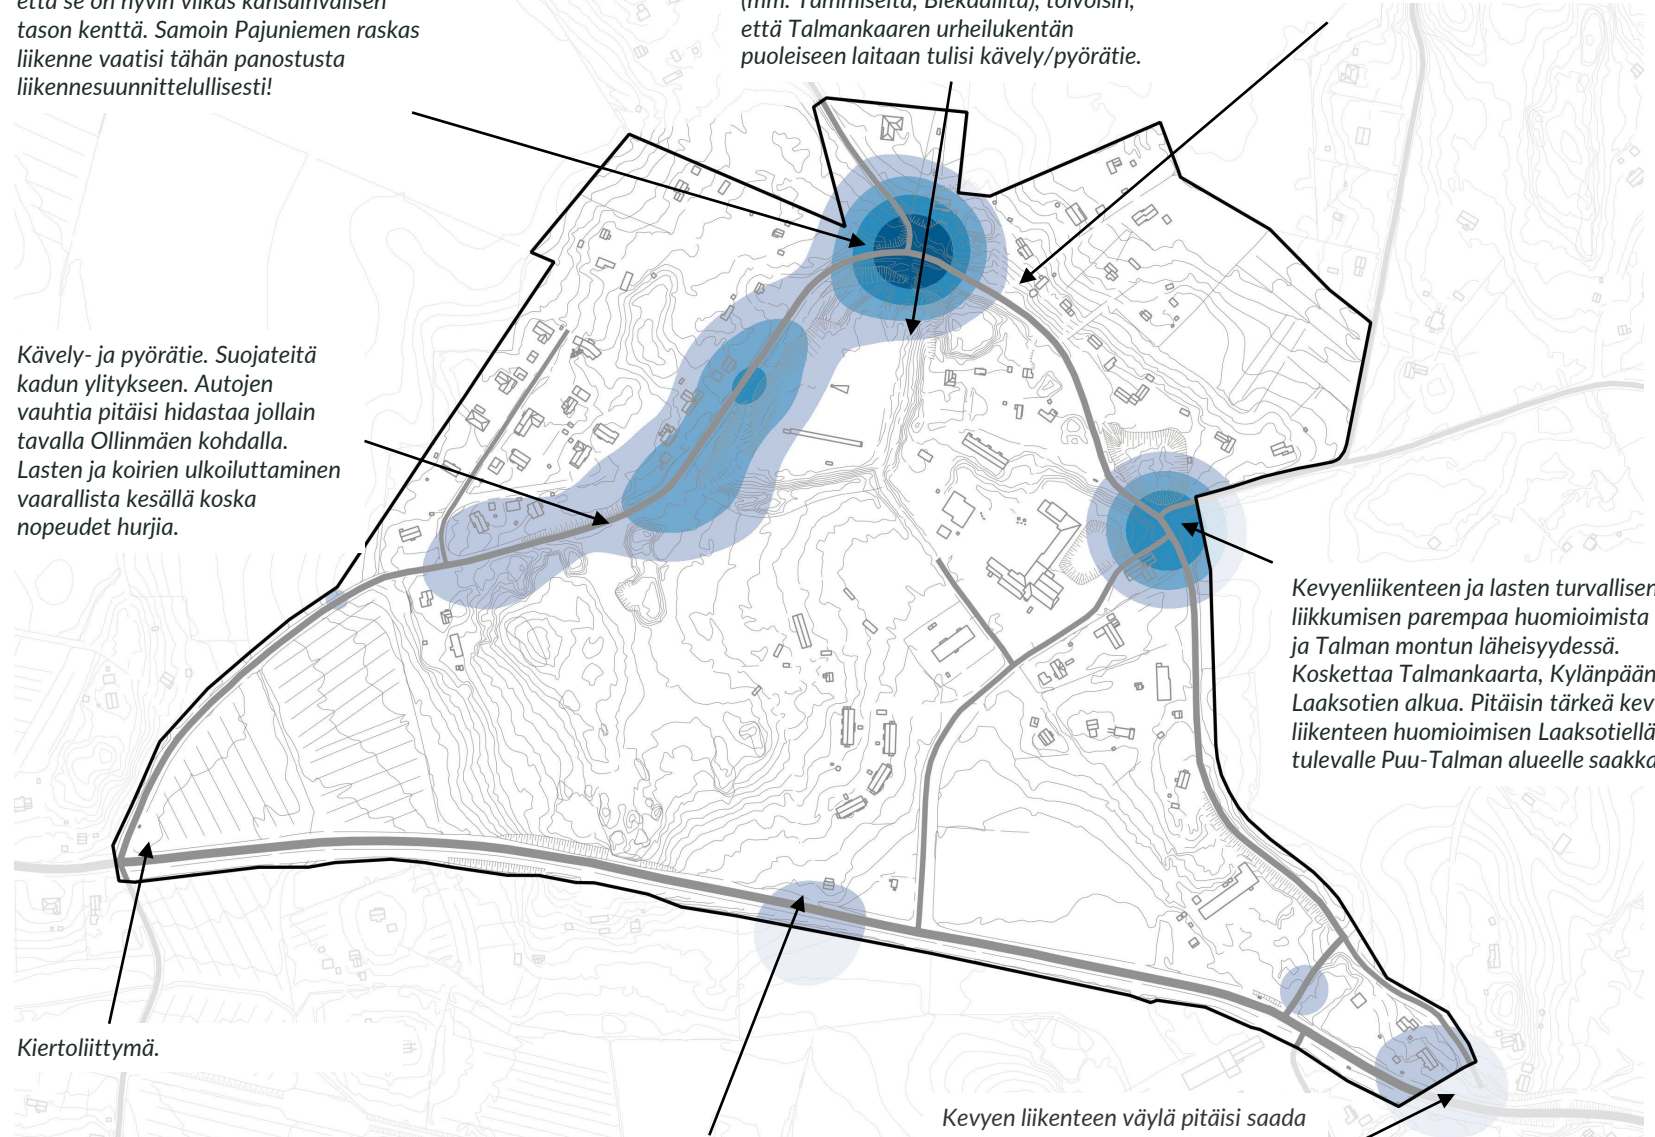 että se on hyvin vilkas kansainvälisen
tason kenttä. Samoin Pajuniemen raskas
liikenne vaatisi tähän panostusta
liikennesuunnittelullisesti!
(mm. Tummiselta, Blekdaliita), toivoisin,
että Talmankaaren urheilukentän
puoleiseen laitaan tulisi kävely/pyörätie.
Kävely- ja pyörätie. Suojateitä
kadun ylitykseen. Autojen
vauhtia pitäisi hidastaa jollain
tavalla Ollinmäen kohdalla.
Lasten ja koirien ulkoiluttaminen
vaarallista kesällä koska
nopeudet hurjia.
Kevyenliikenteen ja lasten turvallisen
liikkumisen parempaa huomioimista
ja Talman montun läheisyydessä.
Koskettaa Talmankaarta, Kylänpään
Laaksotien alkua. Pitäisin tärkeä kev
liikenteen huomioimisen Laaksotiellä
tulevalle Puu-Talman alueelle saakka
Kiertoliittymä.
Kevyen liikenteen väylä pitäisi saada